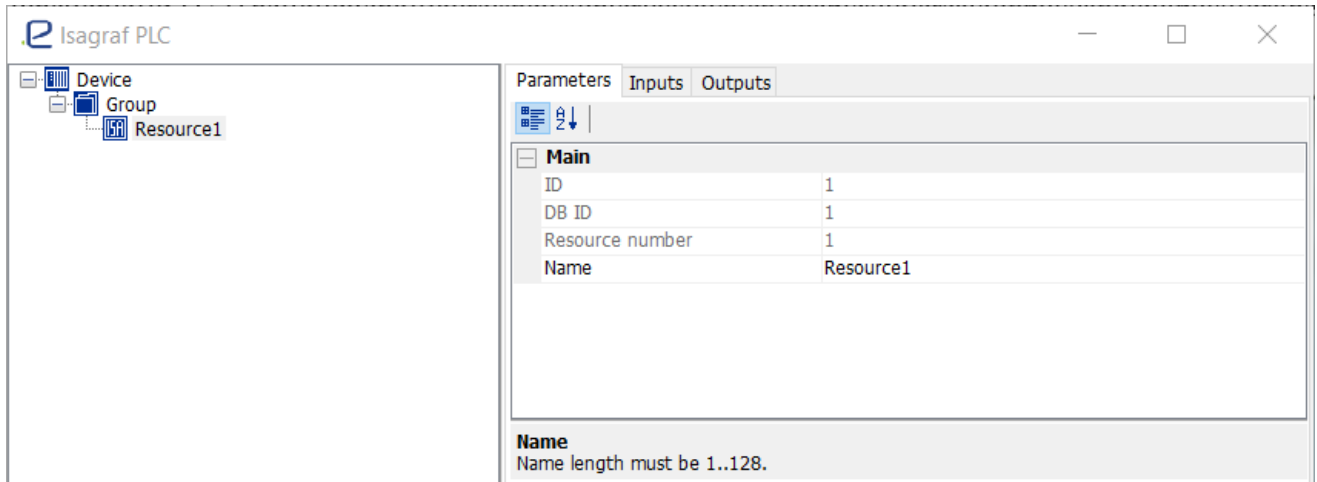 Isagraf PLC
Device
Group
Resource1
Parameters Inputs Outputs
Main
ID 1
DB ID 1
Resource number 1
Name Resource1
Name
Name length must be 1..128.